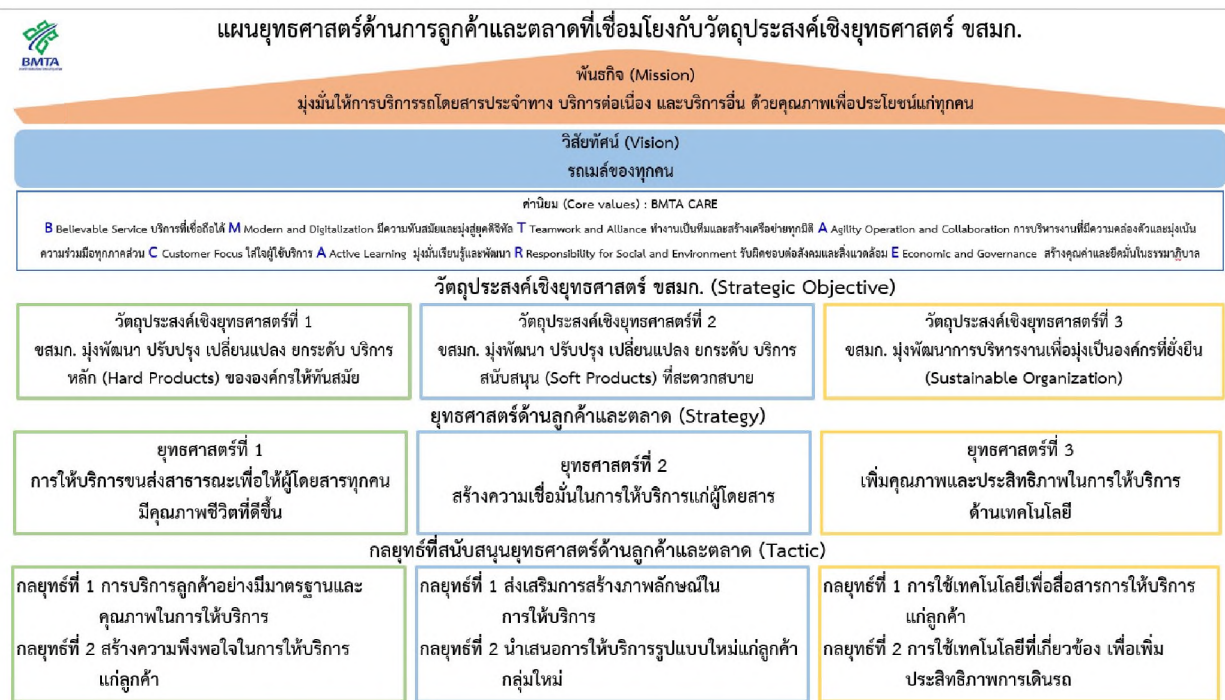 แผนยุทธศาสตร์ด้านการลูกค้าและตลาดที่เชื่อมโยงกับวัตถุประสงค์เชิงยุทธศาสตร์ ขสมก.
BMTA
พันธกิจ (Mission)
มุ่งมั่นให้การบริการรถโดยสารประจำทาง บริการต่อเนื่อง และบริการอื่น ด้วยคุณภาพเพื่อประโยชน์แก่ทุกคน
วิสัยทัศน์ (Vision)
รถเมล์ของทุกคน
ค่านิยม (Core values) : BMTA CARE
B Believable Service บริการที่เชื่อถือได้ M Modern and Digitalization มีความทันสมัยและมุ่งสู่ยุคดิจิทัล T Teamwork and Alliance ทำงานเป็นทีมและสร้างเครือข่ายทุกมิติ A Agility Operation and Collaboration การบริหารงานที่มีความคล่องตัวและมุ่งเน้น
ความร่วมมือทุกภาคส่วน C Customer Focus ใส่ใจผู้ใช้บริการ A Active Learning มุ่งมั่นเรียนรู้และพัฒนา R Responsibility for Social and Environment รับผิดชอบต่อสังคมและสิ่งแวดล้อม E Economic and Governance สร้างคุณค่าและยึดมั่นในธรรมาภิบาล
วัตถุประสงค์เชิงยุทธศาสตร์ ขสมก. (Strategic Objective)
วัตถุประสงค์เชิงยุทธศาสตร์ที่ 1
ขสมก. มุ่งพัฒนา ปรับปรุง เปลี่ยนแปลง ยกระดับ บริการ
หลัก (Hard Products) ขององค์กรให้ทันสมัย
วัตถุประสงค์เชิงยุทธศาสตร์ที่ 2
ขสมก. มุ่งพัฒนา ปรับปรุง เปลี่ยนแปลง ยกระดับ บริการ
สนับสนุน (Soft Products) ที่สะดวกสบาย
วัตถุประสงค์เชิงยุทธศาสตร์ที่ 3
ขสมก. มุ่งพัฒนาการบริหารงานเพื่อมุ่งเป็นองค์กรที่ยั่งยืน
(Sustainable Organization)
ยุทธศาสตร์ด้านลูกค้าและตลาด (Strategy)
ยุทธศาสตร์ที่ 1
การให้บริการขนส่งสาธารณะเพื่อให้ผู้โดยสารทุกคน
มีคุณภาพชีวิตที่ดีขึ้น
ยุทธศาสตร์ที่ 2
สร้างความเชื่อมั่นในการให้บริการแก่ผู้โดยสาร
ยุทธศาสตร์ที่ 3
เพิ่มคุณภาพและประสิทธิภาพในการให้บริการ
ด้านเทคโนโลยี
กลยุทธ์ที่สนับสนุนยุทธศาสตร์ด้านลูกค้าและตลาด (Tactic)
กลยุทธ์ที่ 1 การบริการลูกค้าอย่างมีมาตรฐานและ
คุณภาพในการให้บริการ
กลยุทธ์ที่ 2 สร้างความพึงพอใจในการให้บริการ
แก่ลูกค้า
กลยุทธ์ที่ 1 ส่งเสริมการสร้างภาพลักษณ์ใน
การให้บริการ
กลยุทธ์ที่ 2 นำเสนอการให้บริการรูปแบบใหม่แก่ลูกค้า
กลุ่มใหม่
กลยุทธ์ที่ 1 การใช้เทคโนโลยีเพื่อสื่อสารการให้บริการ
แก่ลูกค้า
กลยุทธ์ที่ 2 การใช้เทคโนโลยีที่เกี่ยวข้อง เพื่อเพิ่ม
ประสิทธิภาพการเดินรถ